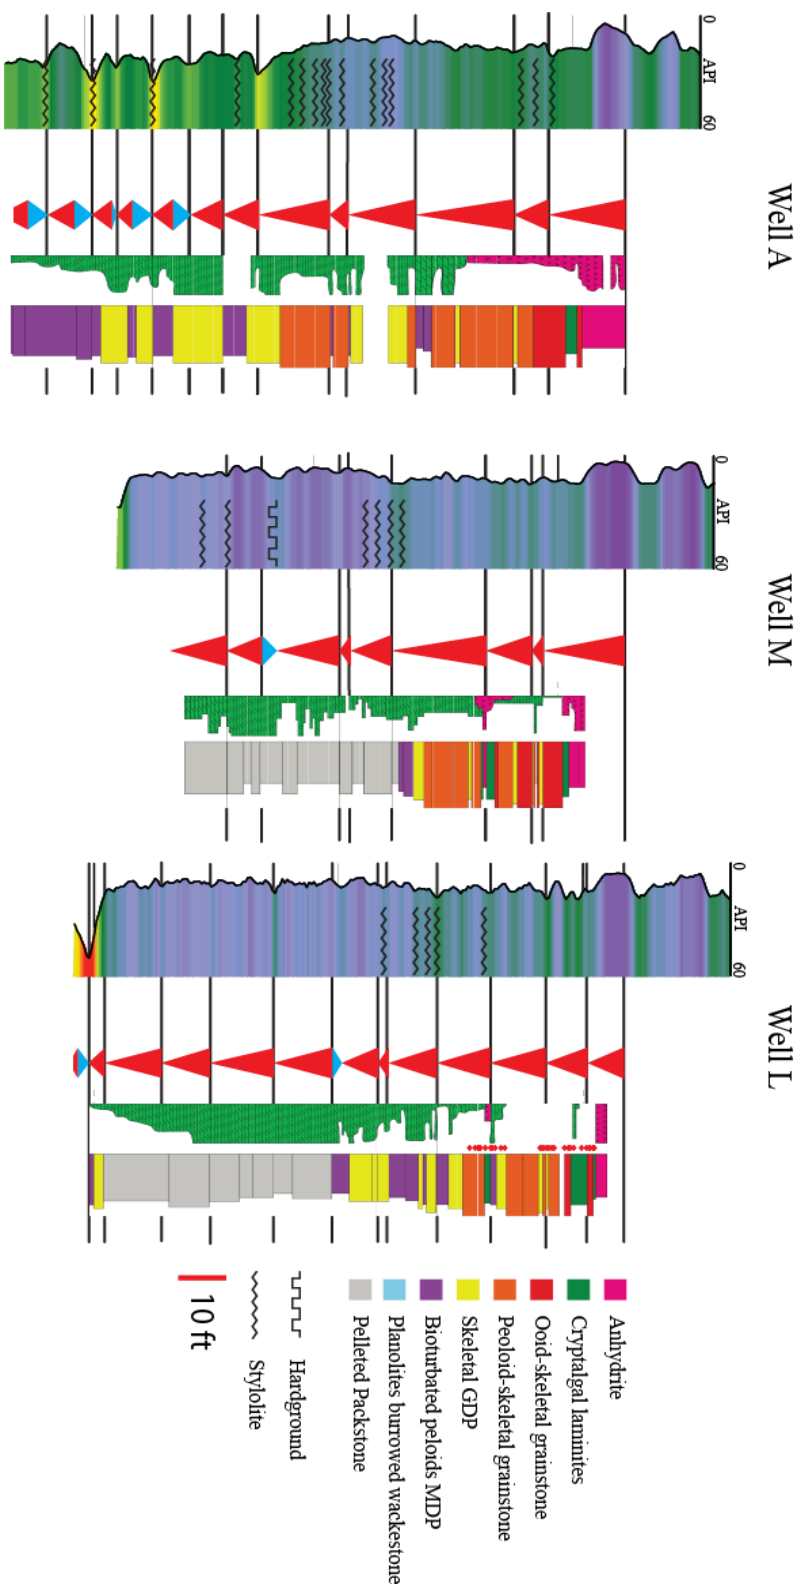 Well A
0
API
60
Well M
0
API
60
Well L
0
API
60
Anhydrite
Cryptalgal laminites
Ooid-skeletal grainstone
Peoloid-skeletal grainstone
Skeletal GDP
Bioturbated peloids MDP
Planolites burrowed wackestone
Pelleted Packstone
Hardground
Stylolite
10 ft